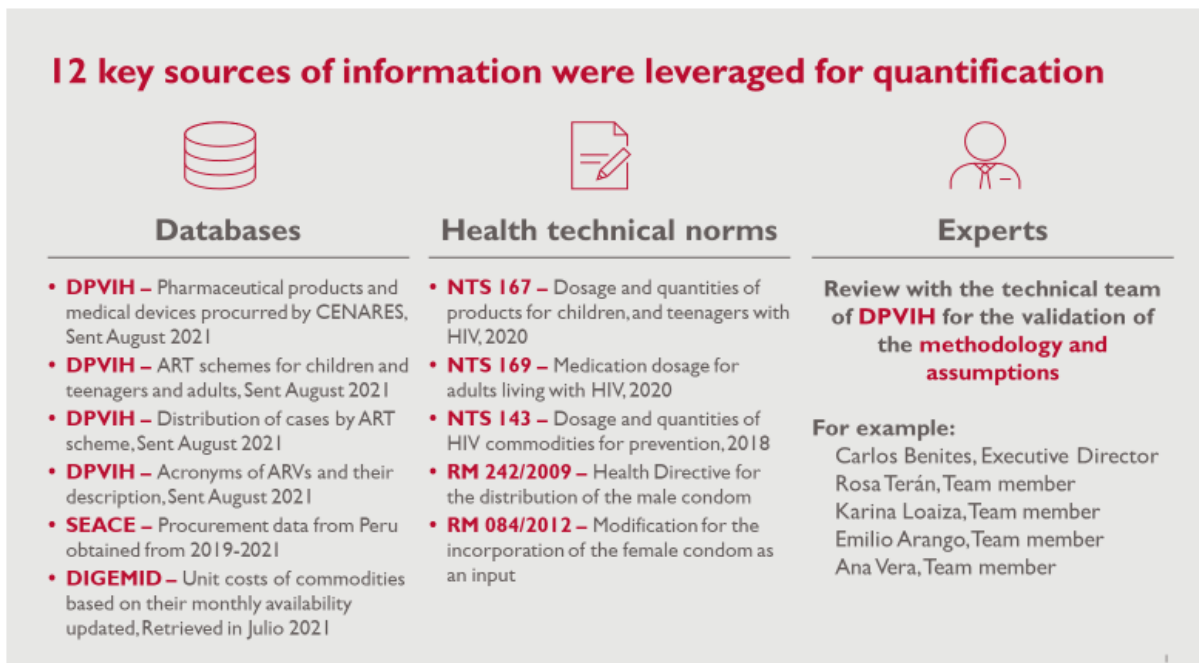 12 key sources of information were leveraged for quantification
Databases
• DPVIH – Pharmaceutical products and
medical devices procurred by CENARES,
Sent August 2021
• DPVIH – ART schemes for children and
teenagers and adults, Sent August 2021
• DPVIH – Distribution of cases by ART
scheme, Sent August 2021
• DPVIH – Acronyms of ARVs and their
description, Sent August 2021
• SEACE – Procurement data from Peru
obtained from 2019-2021
• DIGEMID – Unit costs of commodities
based on their monthly availability
updated, Retrieved in Julio 2021
Health technical norms
• NTS 167 – Dosage and quantities of
products for children, and teenagers with
HIV, 2020
• NTS 169 – Medication dosage for
adults living with HIV, 2020
• NTS 143 – Dosage and quantities of
HIV commodities for prevention, 2018
• RM 242/2009 – Health Directive for
the distribution of the male condom
• RM 084/2012 – Modification for the
incorporation of the female condom as
an input
Experts
Review with the technical team
of DPVIH for the validation of
the methodology and
assumptions
For example:
Carlos Benites, Executive Director
Rosa Terán, Team member
Karina Loaiza, Team member
Emilio Arango, Team member
Ana Vera, Team member